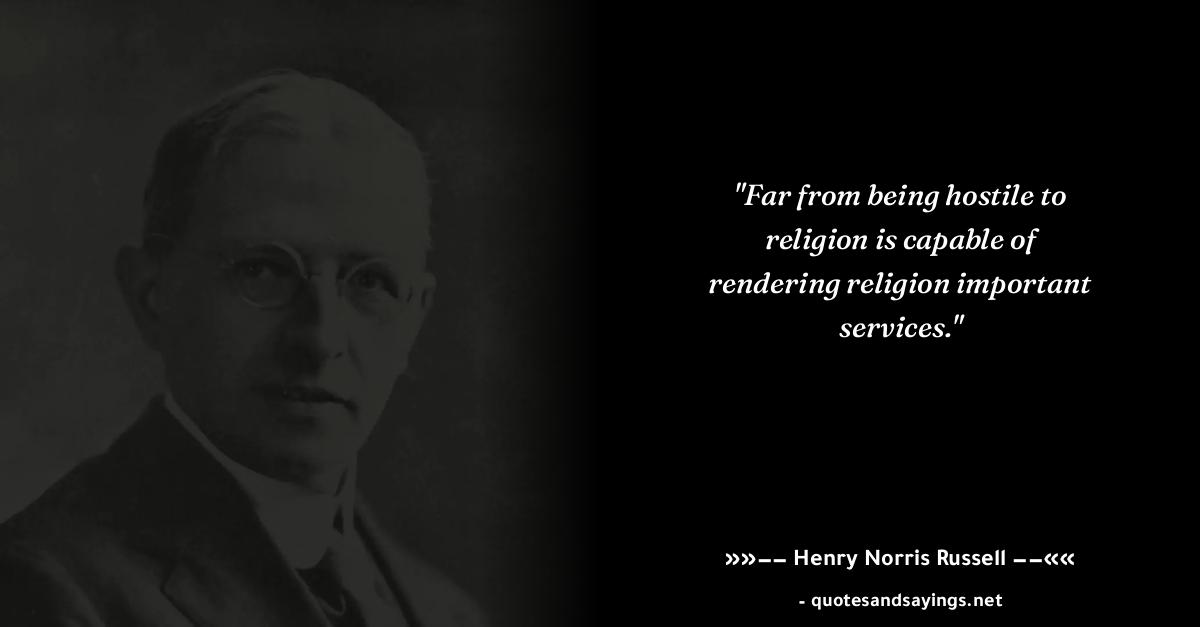 "Far from being hostile to
religion is capable of
rendering religion important
services."
»»−− Henry Norris Russell −−««
- quotesandsayings.net